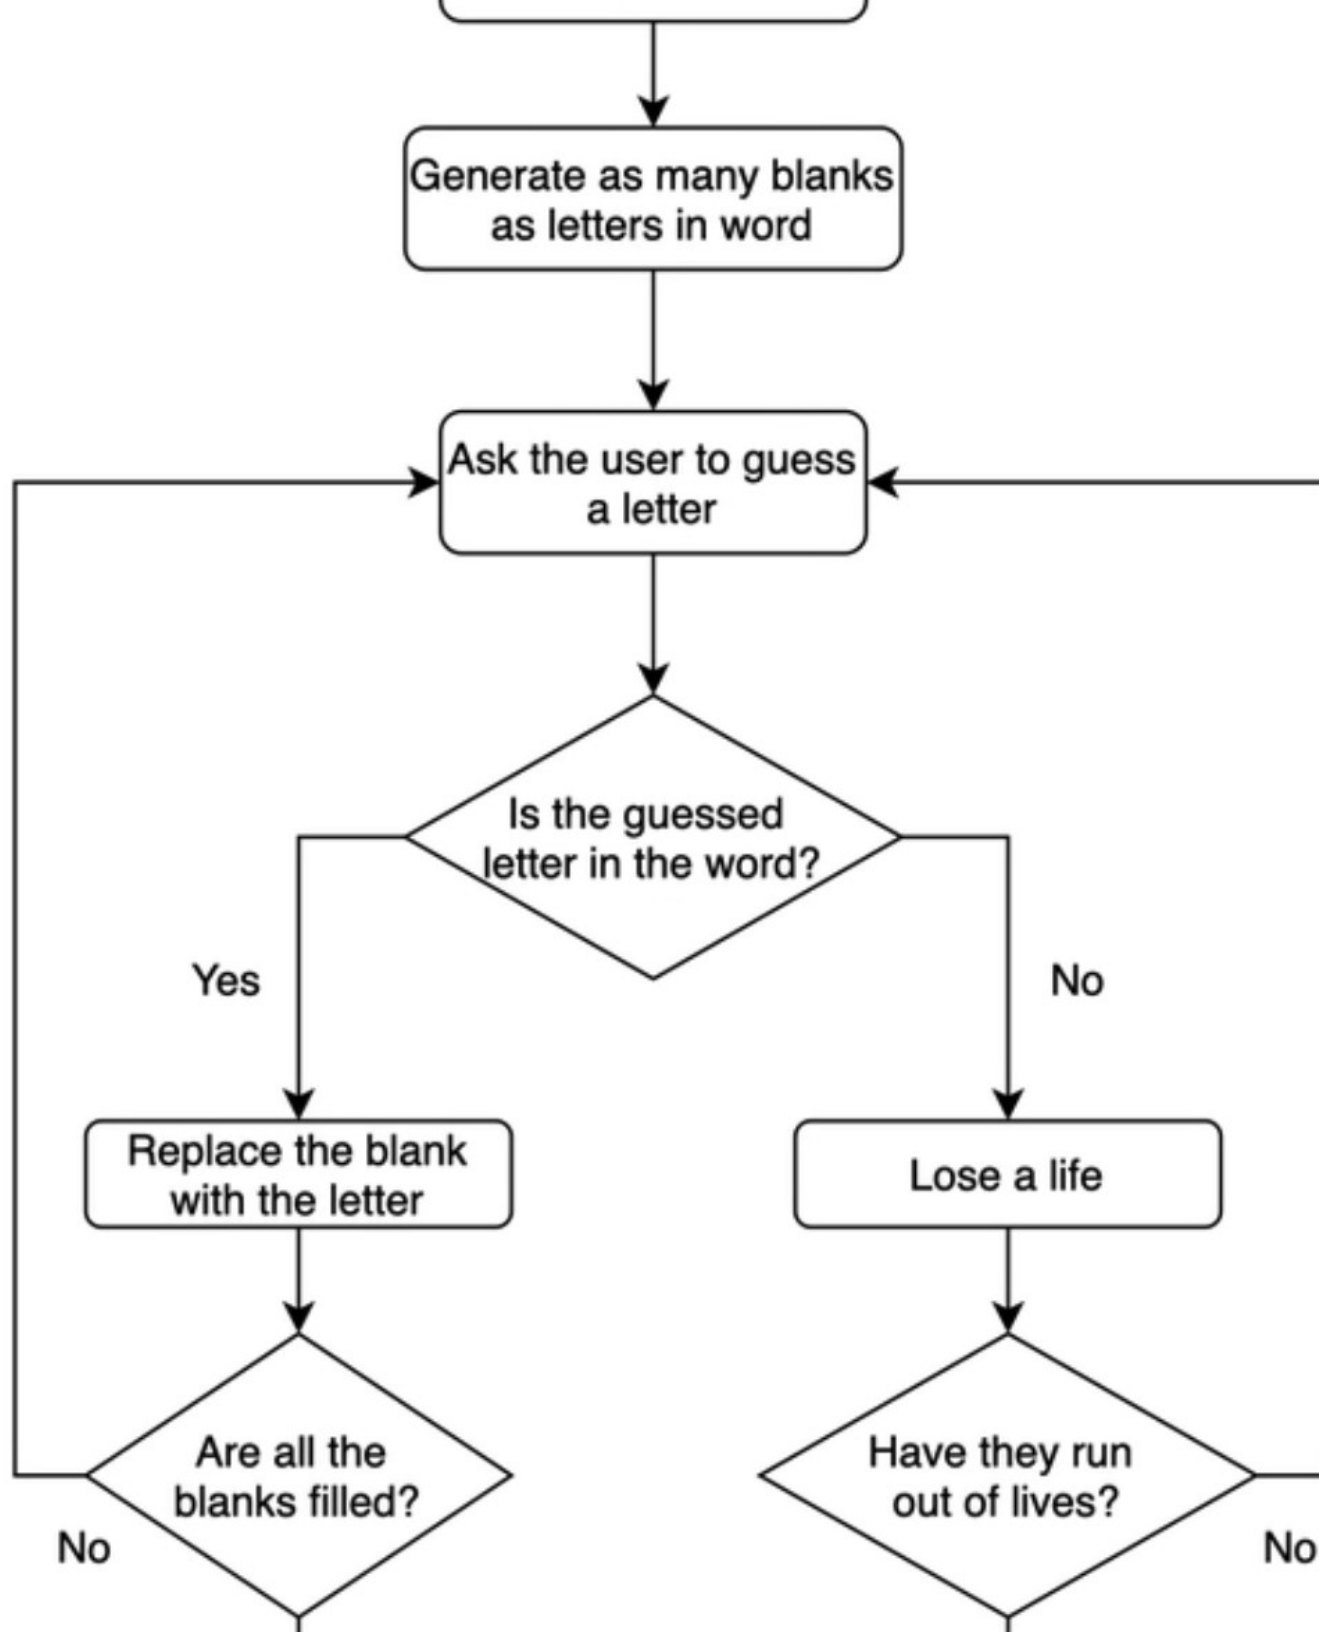 Generate as many blanks
as letters in word
Ask the user to guess
a letter
Is the guessed
letter in the word?
Yes
No
Replace the blank
with the letter
Lose a life
Are all the
blanks filled?
Have they run
out of lives?
No
No